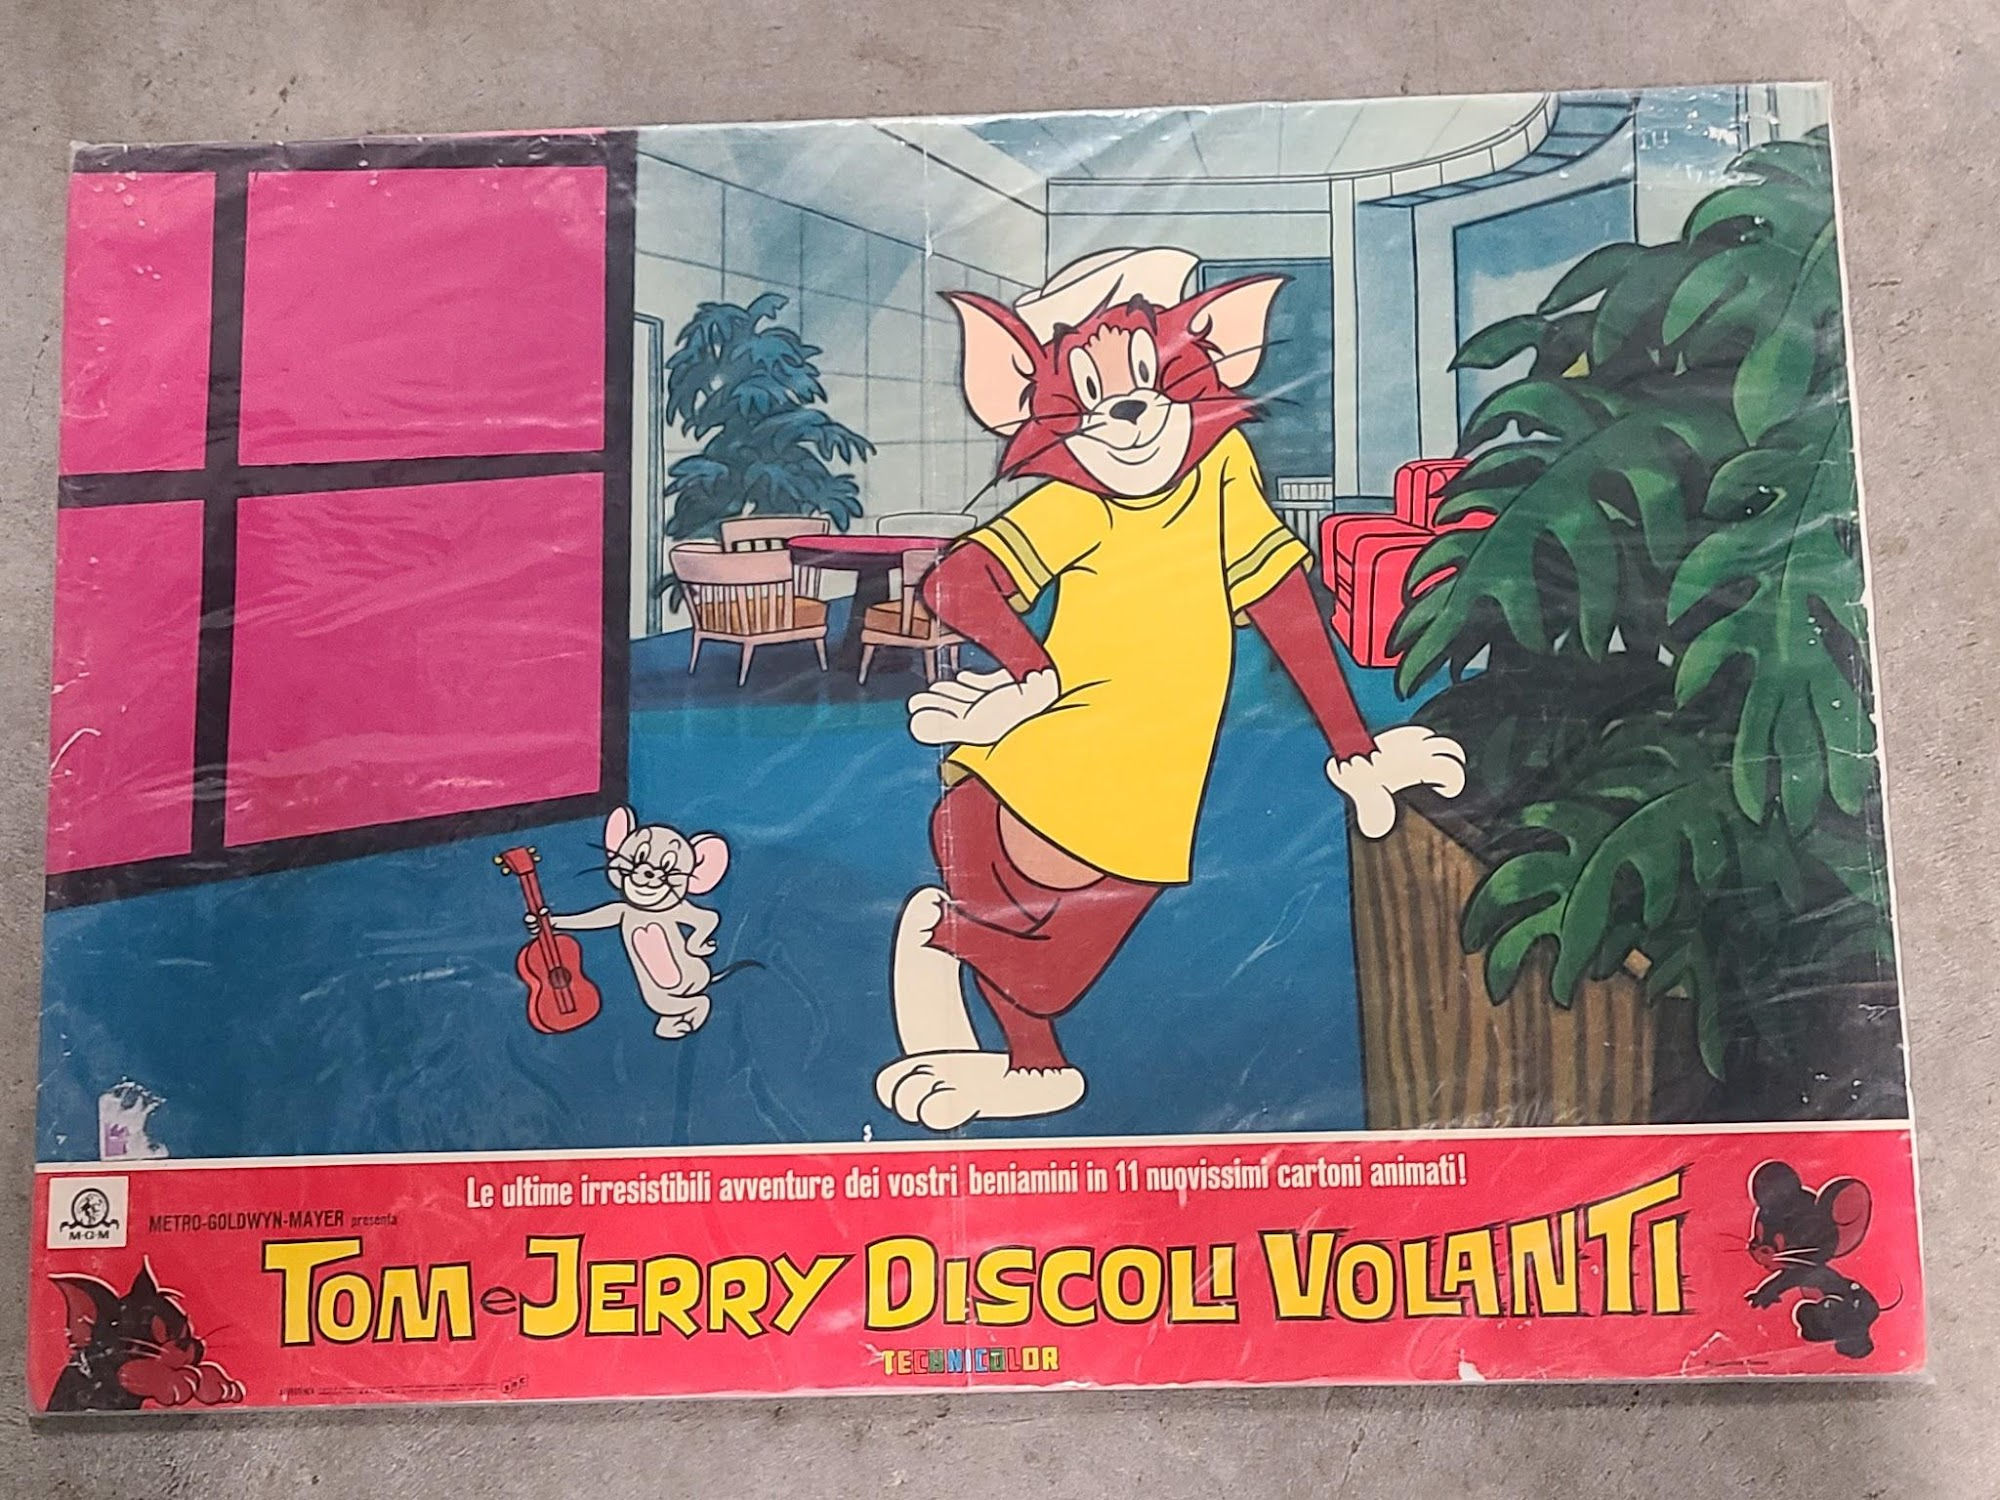 Le ultime irresistibili avventure dei vostri beniamini in 11 nuovissimi cartoni animati!
M-G-M
METRO-GOLDWYN-MAYER presenta
TOM e JERRY DISCOLI VOLANTI
TECHNICOLOR